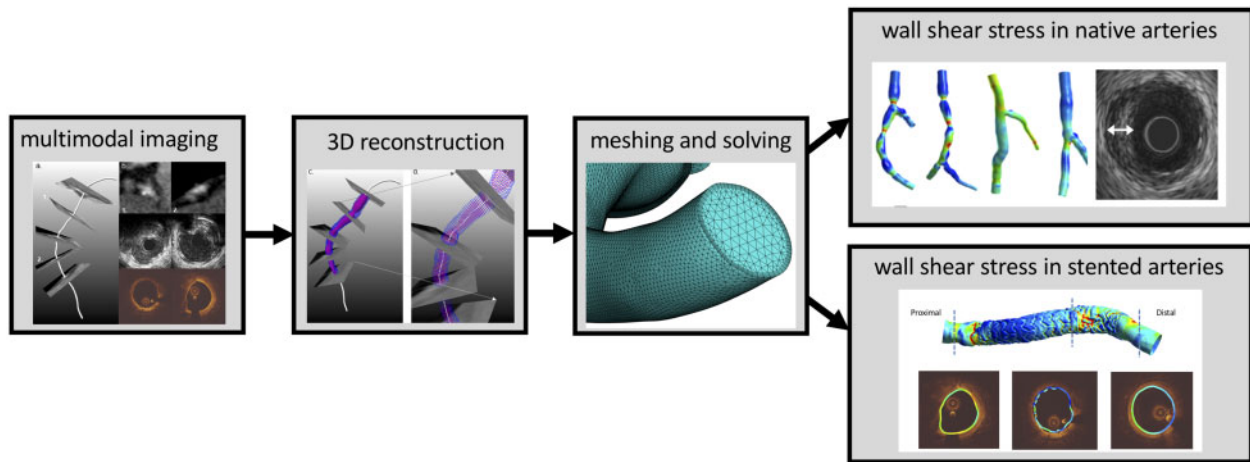 multimodal imaging
a.
3D reconstruction
C.
D.
meshing and solving
wall shear stress in native arteries
wall shear stress in stented arteries
Proximal
Distal